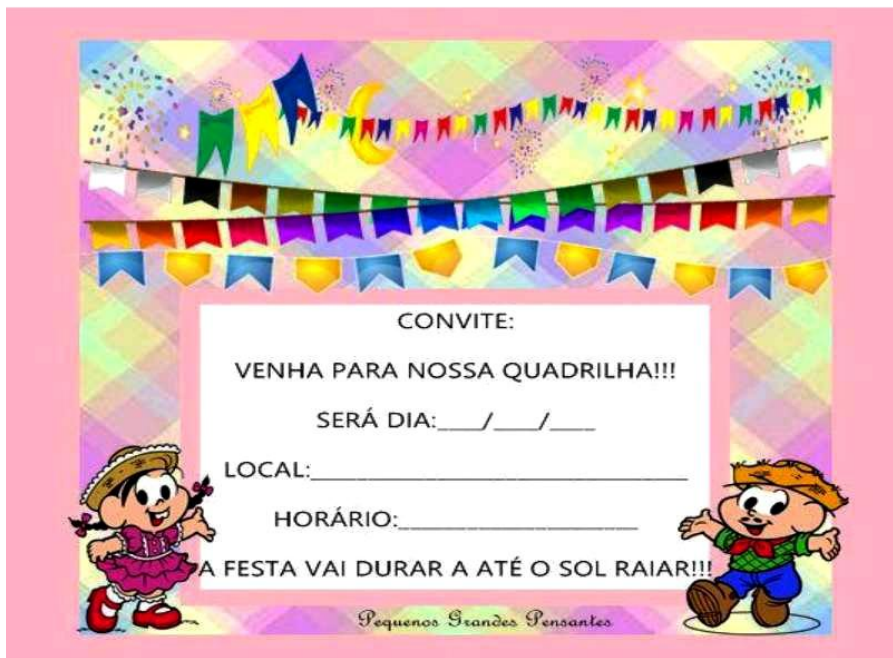 CONVITE:
VENHA PARA NOSSA QUADRILHA!!!
SERÁ DIA:____/____/____
LOCAL:________________________________
HORÁRIO:____________________
A FESTA VAI DURAR A ATÉ O SOL RAIAR!!!
Pequenos Grandes Pensantes